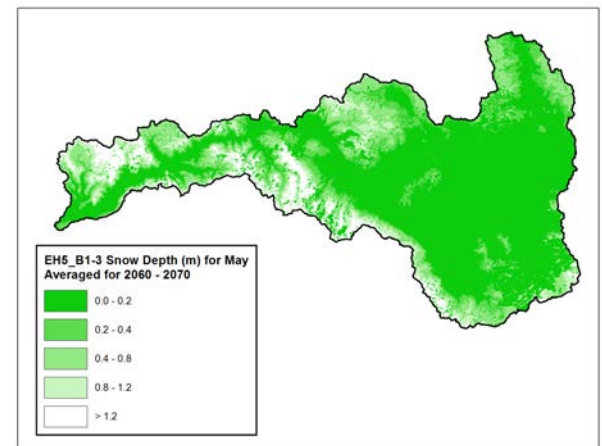 EH5_B1-3 Snow Depth (m) for May
Averaged for 2060 - 2070
0.0 - 0.2
0.2 - 0.4
0.4 - 0.8
0.8 - 1.2
> 1.2